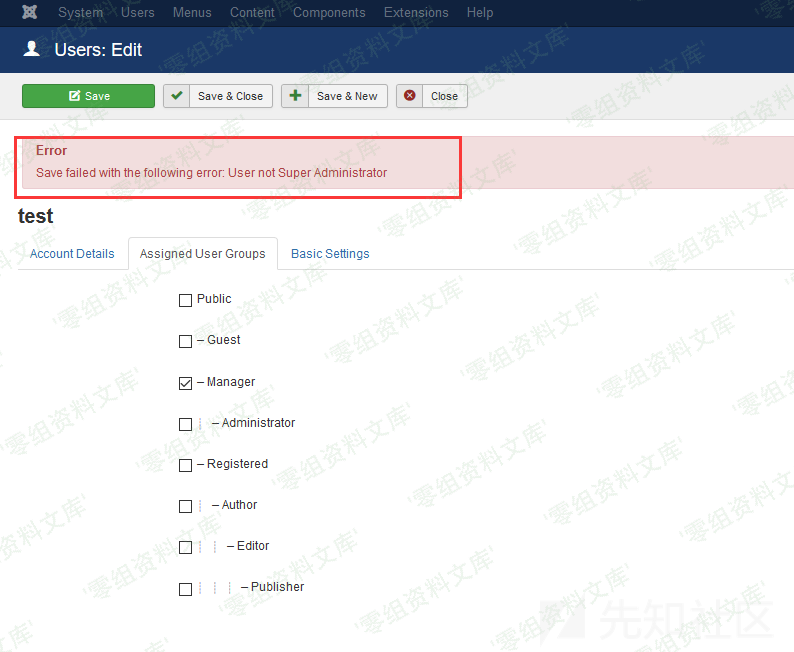 System Users Menus Content Components Extensions Help
Users: Edit
Save Save & Close Save & New Close
Error
Save failed with the following error: User not Super Administrator
test
Account Details Assigned User Groups Basic Settings
Public
– Guest
– Manager
– Administrator
– Registered
– Author
– Editor
– Publisher
'零组资料文库'
先知社区